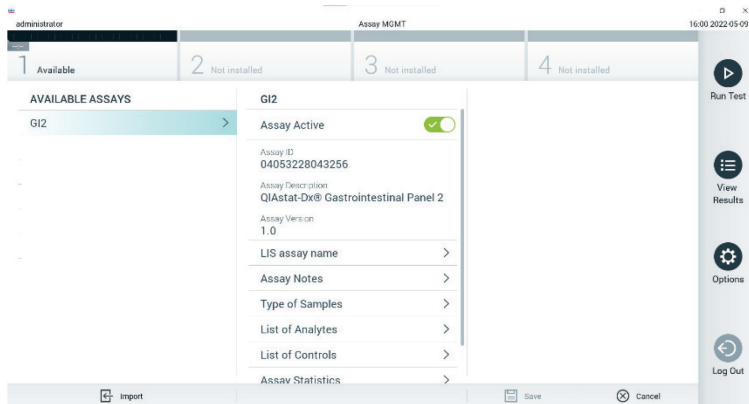 administrator
Assay MGMT
16:00 2022-05-09
1 Available
2 Not installed
3 Not installed
4 Not installed
Run Test
View
Results
Options
Log Out
AVAILABLE ASSAYS
GI2
GI2
Assay Active
Assay ID
04053228043256
Assay Description
QIAstat-Dx® Gastrointestinal Panel 2
Assay Version
1.0
LIS assay name
Assay Notes
Type of Samples
List of Analytes
List of Controls
Assay Statistics
Import
Save
Cancel